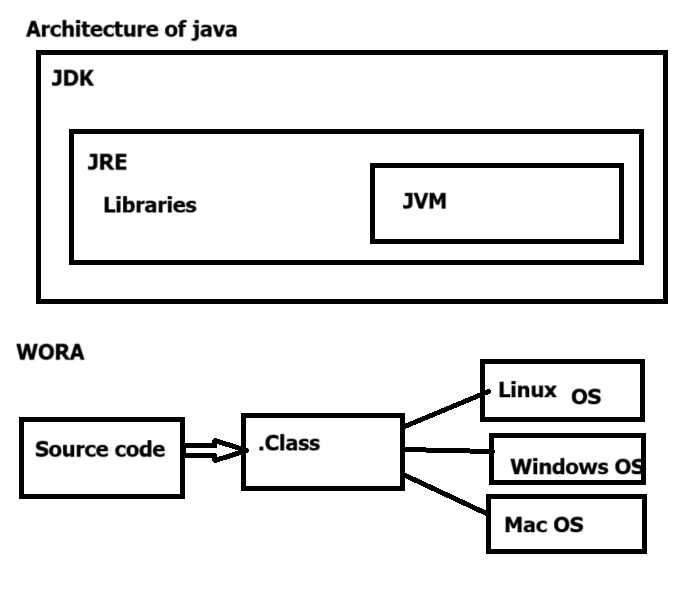 Architecture of java
JDK
JRE
Libraries
JVM
WORA
Source code
.Class
Linux OS
Windows OS
Mac OS